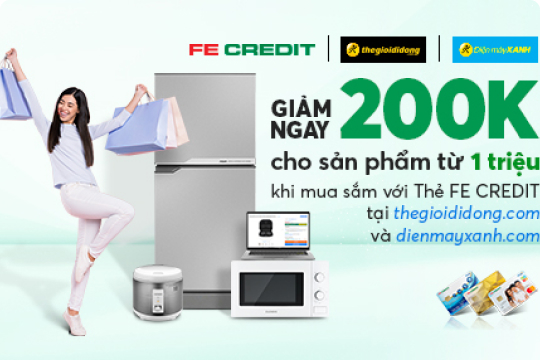 FE CREDIT
thegioididong
Điện máy XANH
GIẢM
NGAY
200K
cho sản phẩm từ 1 triệu
khi mua sắm với Thẻ FE CREDIT
tại thegioididong.com
và dienmayxanh.com